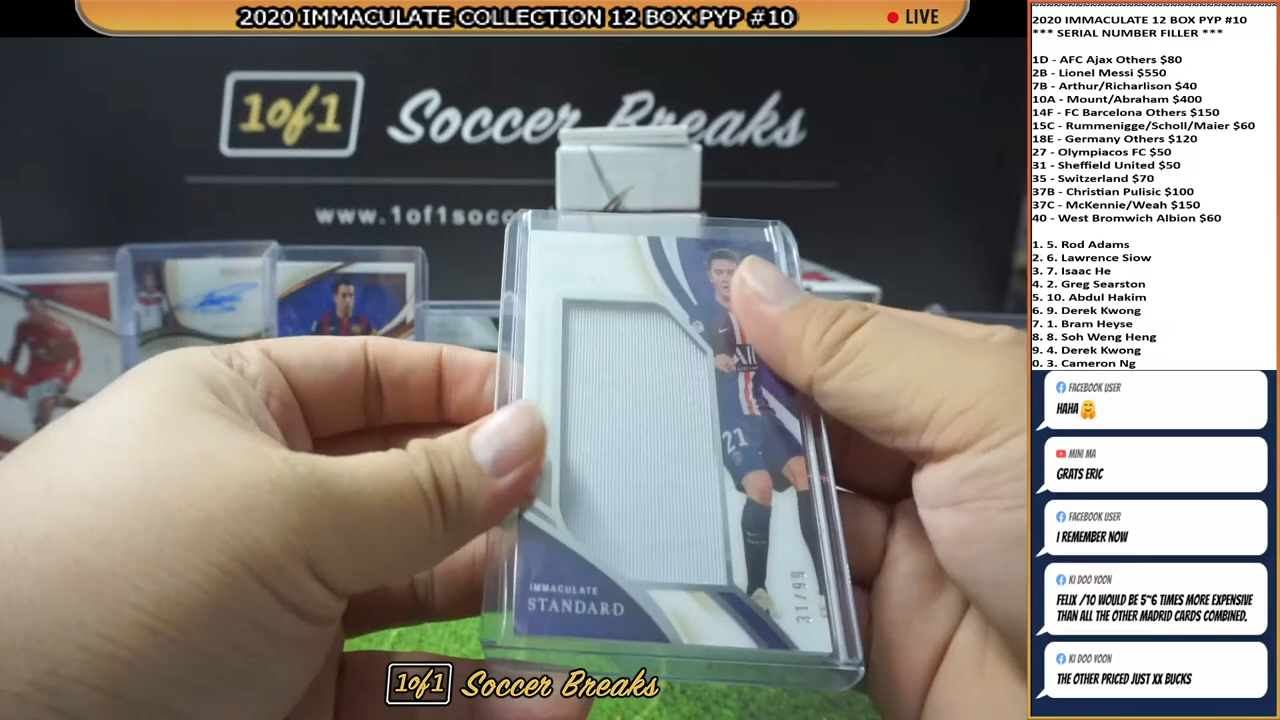 2020 IMMACULATE COLLECTION 12 BOX PYP #10
LIVE
1of1 Soccer Breaks
www.1of1socc
21
IMMACULATE
STANDARD
31/99
1of1 Soccer Breaks
2020 IMMACULATE 12 BOX PYP #10
*** SERIAL NUMBER FILLER ***
1D - AFC Ajax Others $80
2B - Lionel Messi $550
7B - Arthur/Richarlison $40
10A - Mount/Abraham $400
14F - FC Barcelona Others $150
15C - Rummenigge/Scholl/Maier $60
18E - Germany Others $120
27 - Olympiacos FC $50
31 - Sheffield United $50
35 - Switzerland $70
37B - Christian Pulisic $100
37C - McKennie/Weah $150
40 - West Bromwich Albion $60
1. 5. Rod Adams
2. 6. Lawrence Siow
3. 7. Isaac He
4. 2. Greg Searston
5. 10. Abdul Hakim
6. 9. Derek Kwong
7. 1. Bram Heyse
8. 8. Soh Weng Heng
9. 4. Derek Kwong
0. 3. Cameron Ng
FACEBOOK USER
HAHA🤗
MINI MA
GRATS ERIC
FACEBOOK USER
I REMEMBER NOW
KI DOO YOON
FELIX /10 WOULD BE 5~6 TIMES MORE EXPENSIVE
THAN ALL THE OTHER MADRID CARDS COMBINED.
KI DOO YOON
THE OTHER PRICED JUST XX BUCKS